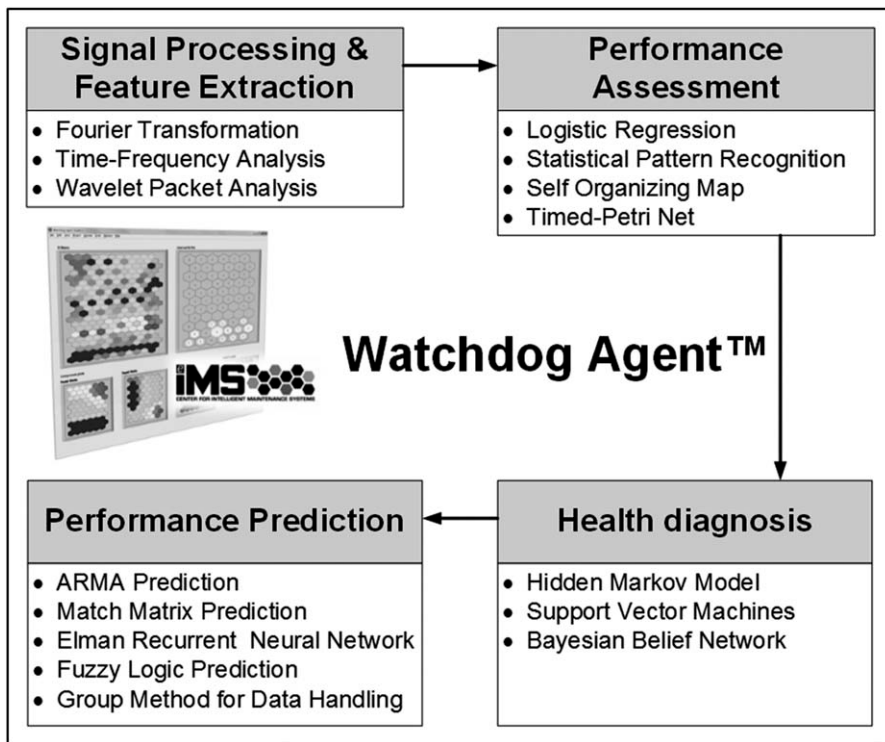 Signal Processing &
Feature Extraction
• Fourier Transformation
• Time-Frequency Analysis
• Wavelet Packet Analysis
Performance
Assessment
• Logistic Regression
• Statistical Pattern Recognition
• Self Organizing Map
• Timed-Petri Net
Watchdog Agent™
iMS
CENTER FOR INTELLIGENT MAINTENANCE SYSTEMS
Performance Prediction
• ARMA Prediction
• Match Matrix Prediction
• Elman Recurrent Neural Network
• Fuzzy Logic Prediction
• Group Method for Data Handling
Health diagnosis
• Hidden Markov Model
• Support Vector Machines
• Bayesian Belief Network